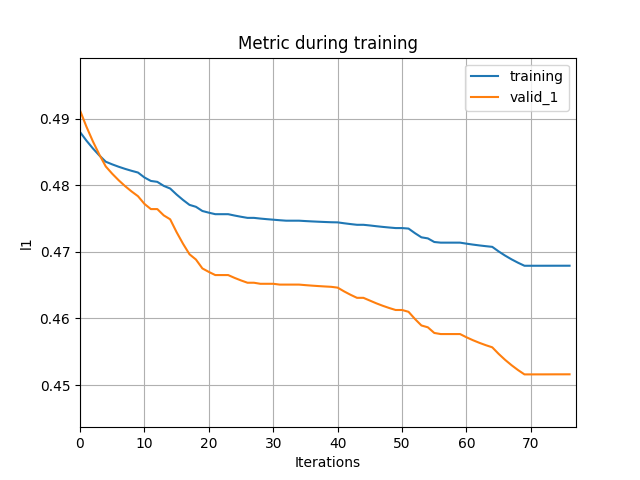 Metric during training
training
valid_1
0.49
0.48
0.47
0.46
0.45
l1
0 10 20 30 40 50 60 70
Iterations